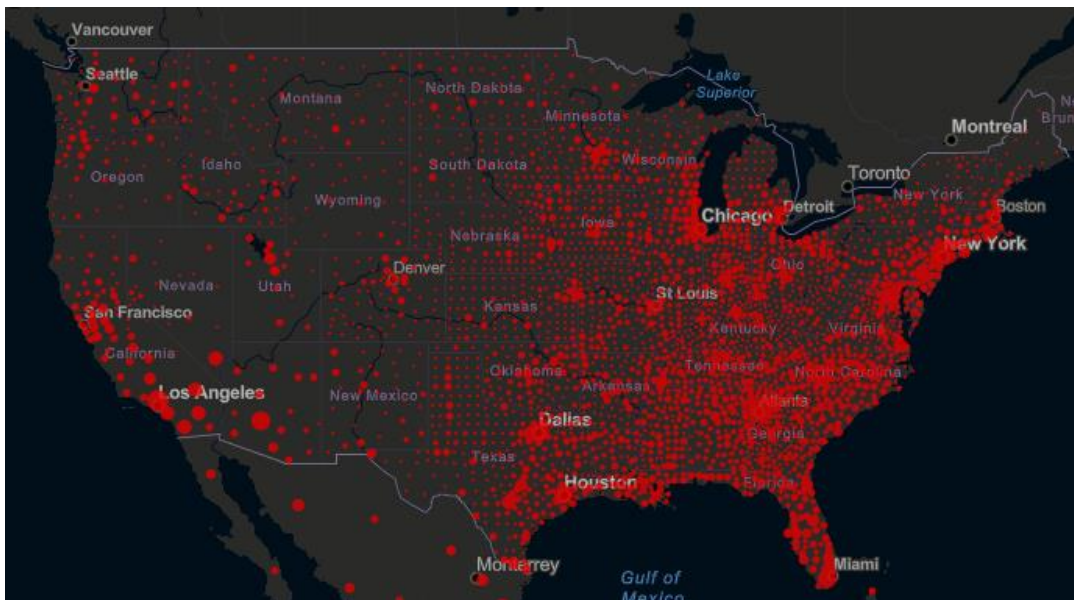 Vancouver
Seattle
Lake
Superior
North Dakota
Montana
Minnesota
Montreal
Wisconsin
Idaho
South Dakota
Oregon
Toronto
New York
Wyoming
Chicago
Detroit
Boston
Iowa
Nebraska
New York
Denver
Ohio
Nevada
Utah
St Louis
Kansas
San Francisco
Kentucky
Virginia
California
Tennessee
Oklahoma
North Carolina
Arkansas
Los Angeles
New Mexico
Atlanta
Dallas
Georgia
Texas
Houston
Florida
Monterrey
Miami
Gulf of
Mexico